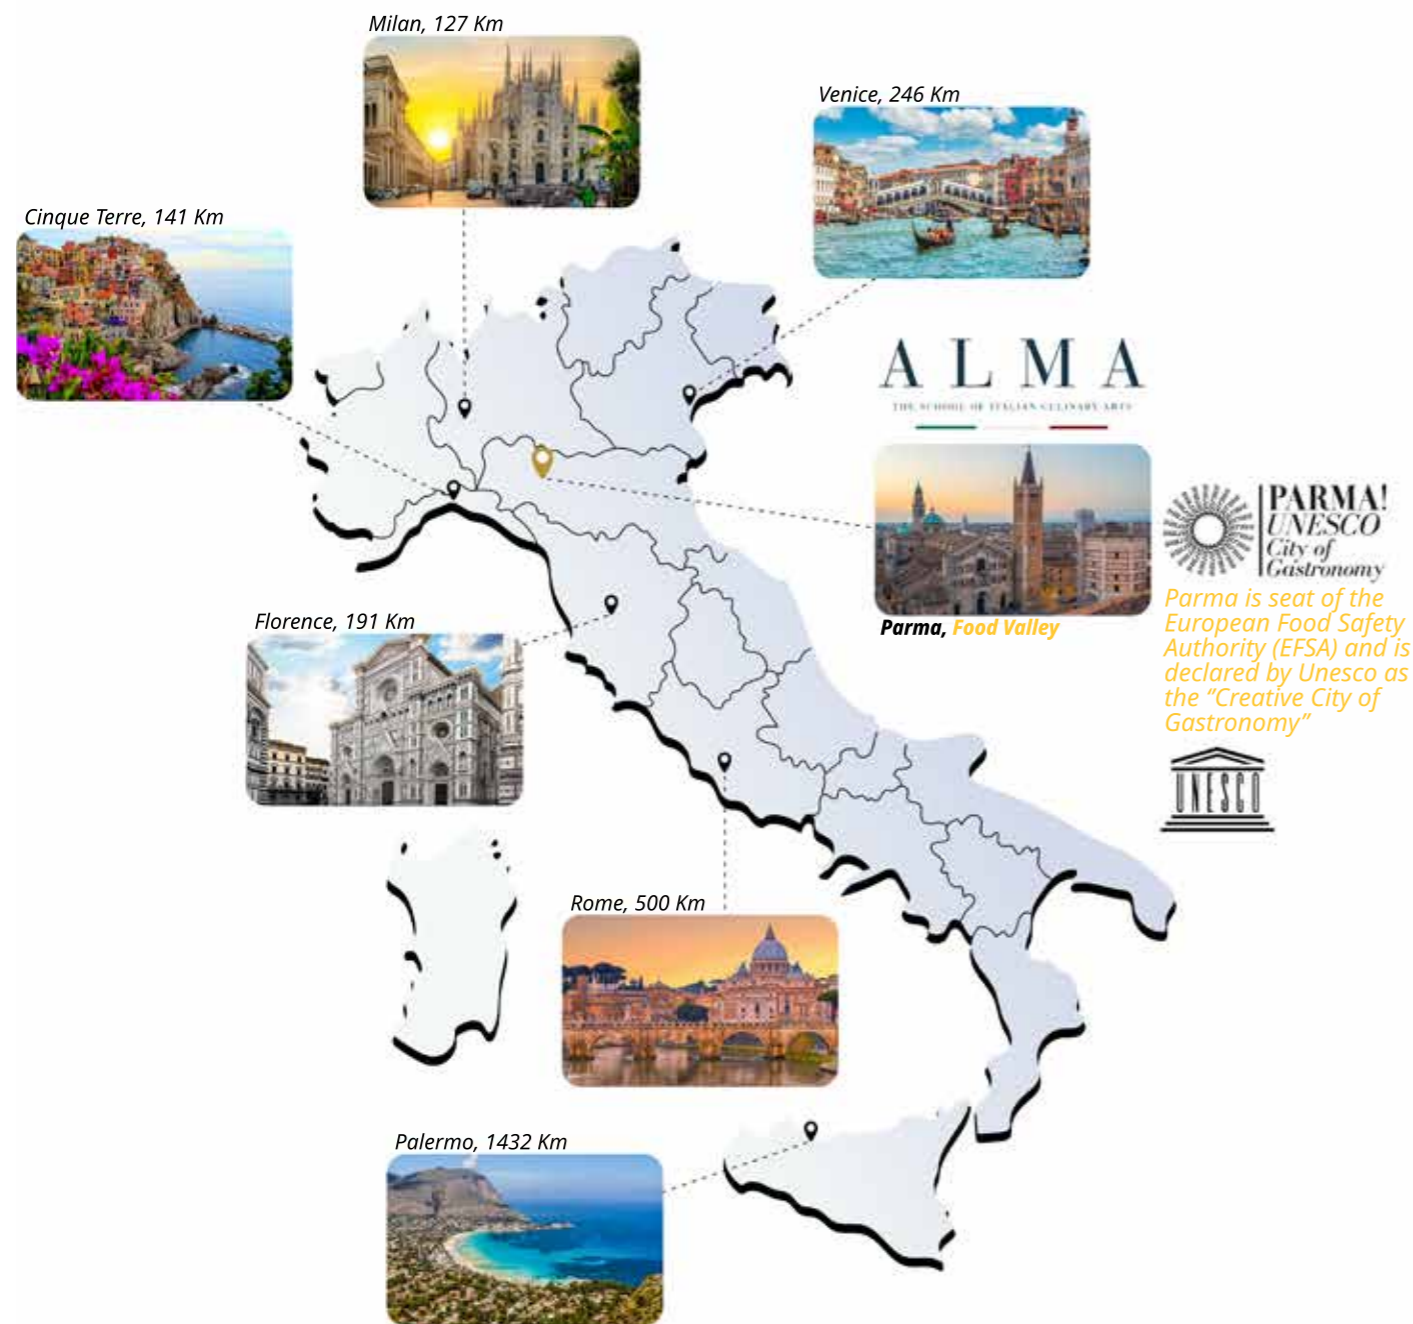 Milan, 127 Km
Venice, 246 Km
Cinque Terre, 141 Km
ALMA
THE SCHOOL OF ITALIAN CULINARY ARTS
PARMA!
UNESCO
City of
Gastronomy
Parma is seat of the
European Food Safety
Authority (EFSA) and is
declared by Unesco as
the “Creative City of
Gastronomy”
Parma, Food Valley
Florence, 191 Km
UNESCO
Rome, 500 Km
Palermo, 1432 Km